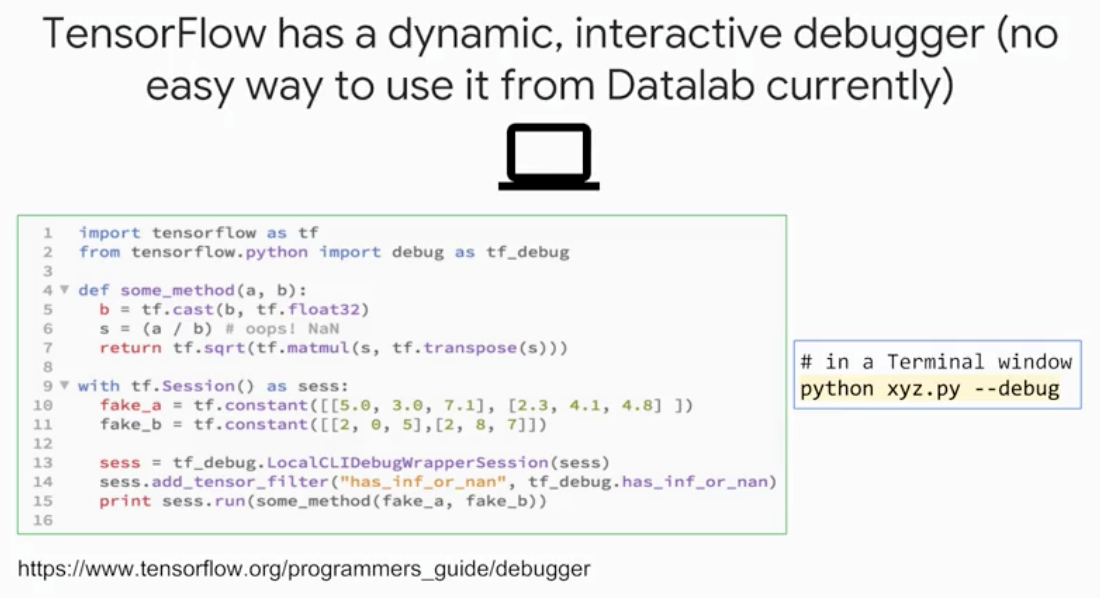 TensorFlow has a dynamic, interactive debugger (no
easy way to use it from Datalab currently)
1 import tensorflow as tf
2 from tensorflow.python import debug as tf_debug
3
4 def some_method(a, b):
5 b = tf.cast(b, tf.float32)
6 s = (a / b) # oops! NaN
7 return tf.sqrt(tf.matmul(s, tf.transpose(s)))
8
9 with tf.Session() as sess:
10 fake_a = tf.constant([[5.0, 3.0, 7.1], [2.3, 4.1, 4.8] ])
11 fake_b = tf.constant([[2, 0, 5],[2, 8, 7]])
12
13 sess = tf_debug.LocalCLIDebugWrapperSession(sess)
14 sess.add_tensor_filter("has_inf_or_nan", tf_debug.has_inf_or_nan)
15 print sess.run(some_method(fake_a, fake_b))
16
# in a Terminal window
python xyz.py --debug
https://www.tensorflow.org/programmers_guide/debugger